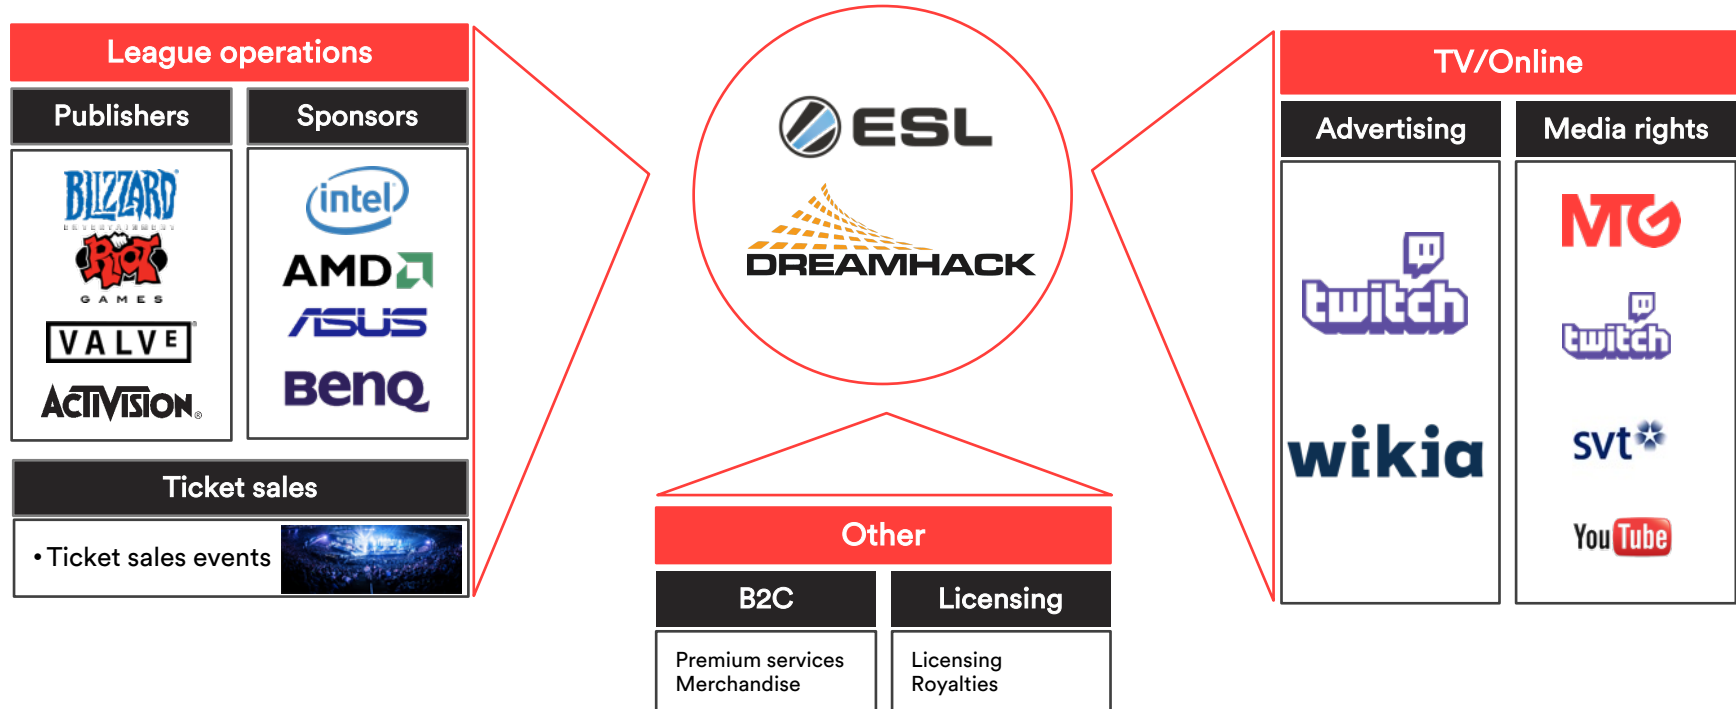 League operations
Publishers
Sponsors
BLIZZARD
ENTERTAINMENT
RIOT
GAMES
VALVE
ACTIVISION®
intel
AMD
ASUS
BenQ
Ticket sales
• Ticket sales events
ESL
DREAMHACK
Other
B2C
Licensing
Premium services
Merchandise
Licensing
Royalties
TV/Online
Advertising
Media rights
twitch
wikia
MTG
twitch
svt
YouTube